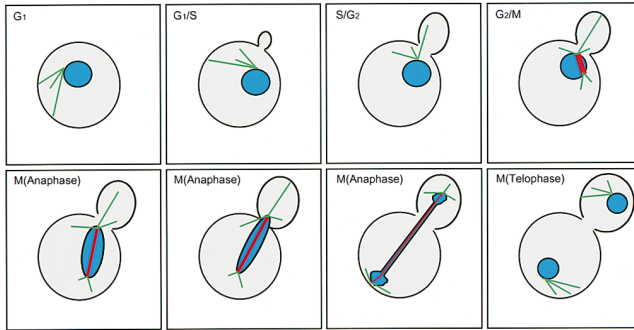 G1
G1/S
S/G2
G2/M
M(Anaphase)
M(Anaphase)
M(Anaphase)
M(Telophase)